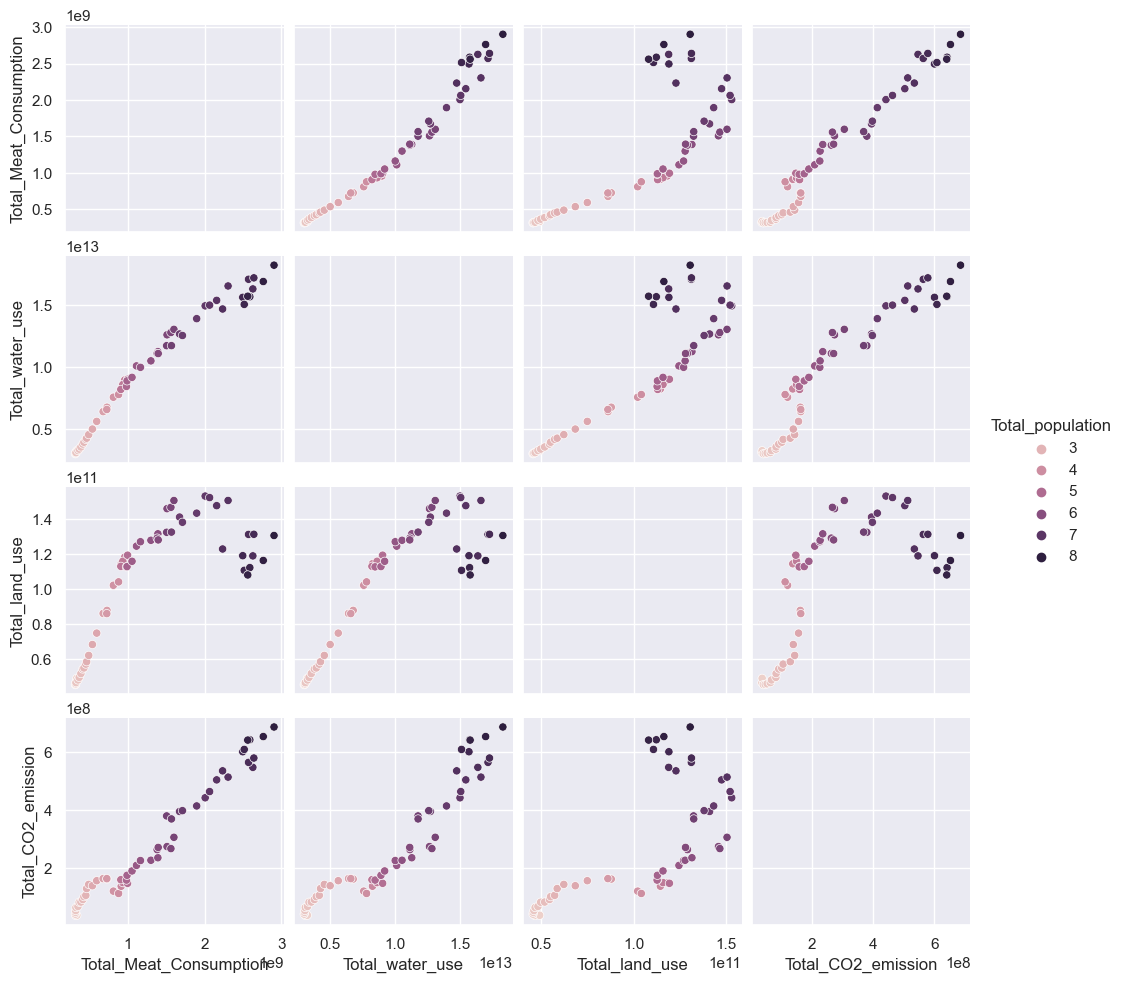 1e9
3.0
2.5
2.0
1.5
1.0
0.5
Total_Meat_Consumption
1e13
1.5
1.0
0.5
Total_water_use
Total_population
3
4
5
6
7
8
1e11
1.4
1.2
1.0
0.8
0.6
Total_land_use
1e8
6
4
2
Total_CO2_emission
1 2 3 0.5 1.0 1.5 0.5 1.0 1.5 2 4 6
Total_Meat_Consumption 1e9 Total_water_use 1e13 Total_land_use 1e11 Total_CO2_emission 1e8